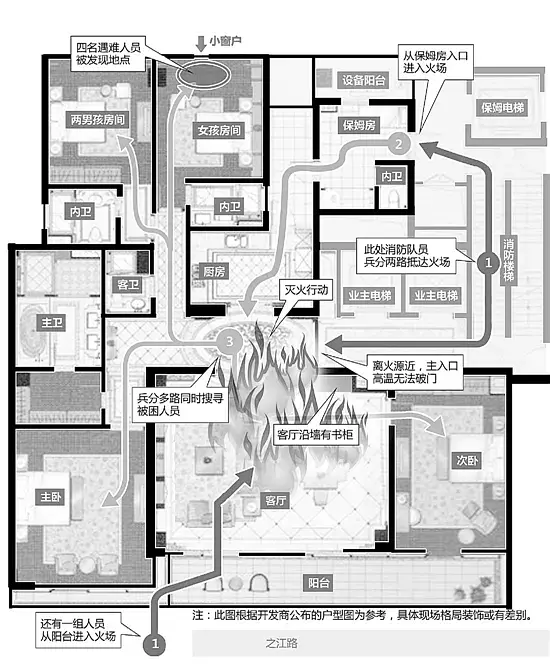 小窗户
四名遇难人员
被发现地点
从保姆房入口
进入火场
设备阳台
保姆电梯
两男孩房间
女孩房间
保姆房
2
内卫
内卫
内卫
此处消防队员
兵分两路抵达火场
1
消防楼梯
厨房
客卫
灭火行动
业主电梯
业主电梯
主卫
3
离火源近，主入口
高温无法破门
兵分多路同时搜寻
被困人员
客厅沿墙有书柜
次卧
主卧
客厅
阳台
还有一组人员
从阳台进入火场
1
注：此图根据开发商公布的户型图为参考，具体现场格局装饰或有差别。
之江路